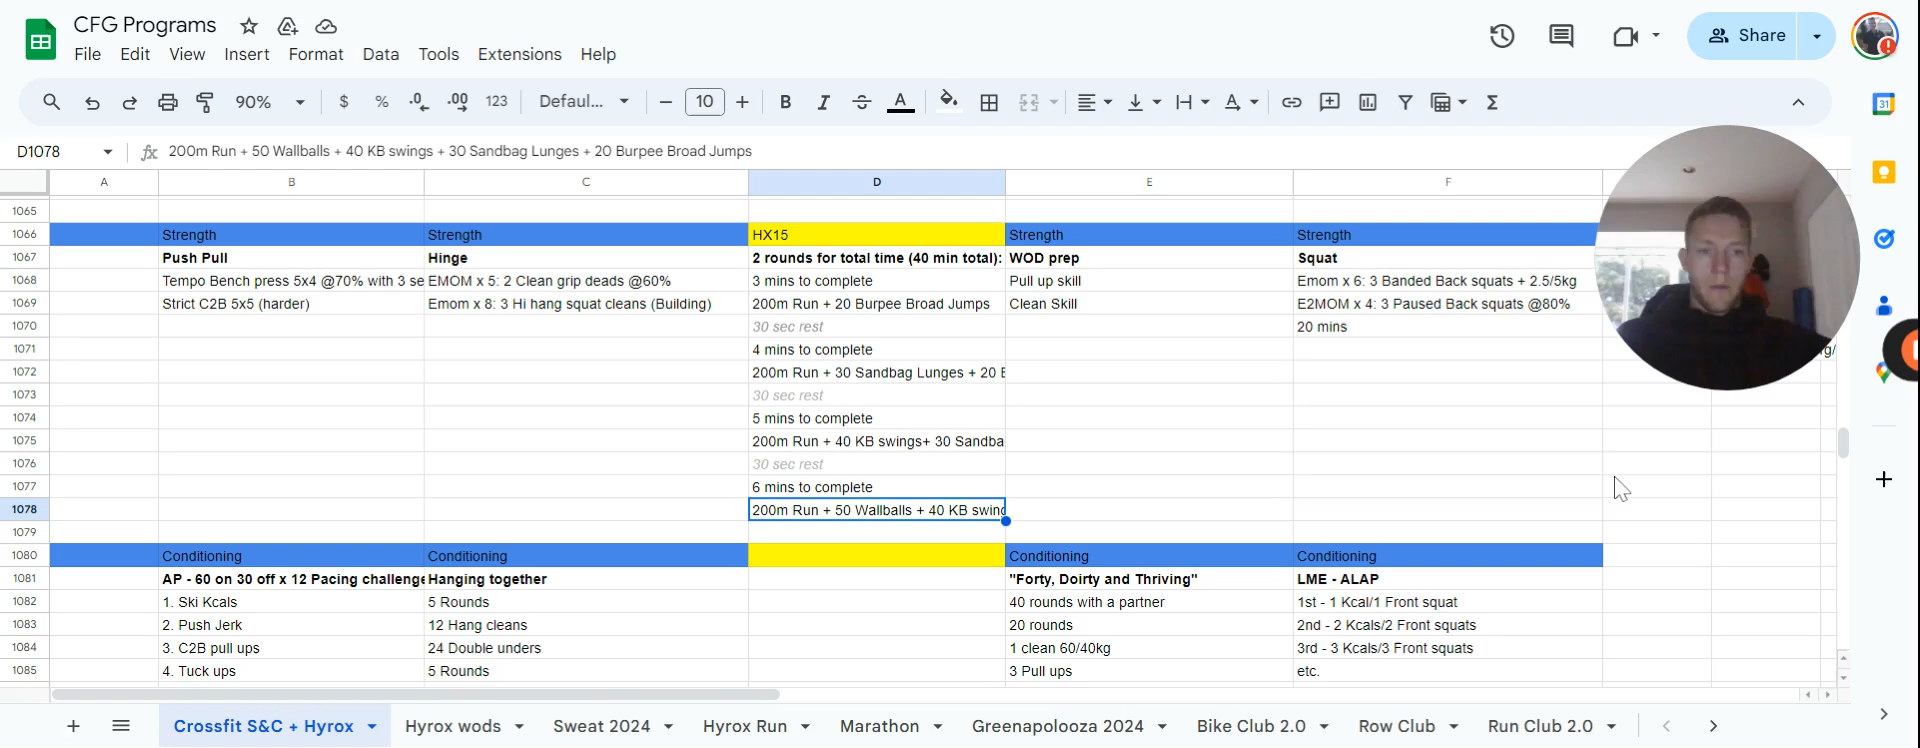 CFG Programs
File Edit View Insert Format Data Tools Extensions Help
Share
90% $ % .0 .00 123 Defaul... 10 B I A
31
D1078 fx 200m Run + 50 Wallballs + 40 KB swings + 30 Sandbag Lunges + 20 Burpee Broad Jumps
A B C D E F
1065
1066 Strength Strength HX15 Strength Strength
1067 Push Pull Hinge 2 rounds for total time (40 min total): WOD prep Squat
1068 Tempo Bench press 5x4 @70% with 3 se EMOM x 5: 2 Clean grip deads @60% 3 mins to complete Pull up skill Emom x 6: 3 Banded Back squats + 2.5/5kg
1069 Strict C2B 5x5 (harder) Emom x 8: 3 Hi hang squat cleans (Building) 200m Run + 20 Burpee Broad Jumps Clean Skill E2MOM x 4: 3 Paused Back squats @80%
1070 30 sec rest 20 mins
1071 4 mins to complete
1072 200m Run + 30 Sandbag Lunges + 20
1073 30 sec rest
1074 5 mins to complete
1075 200m Run + 40 KB swings+ 30 Sandba
1076 30 sec rest
1077 6 mins to complete
1078 200m Run + 50 Wallballs + 40 KB swing
1079
1080 Conditioning Conditioning Conditioning Conditioning
1081 AP - 60 on 30 off x 12 Pacing challenge Hanging together "Forty, Doirty and Thriving" LME - ALAP
1082 1. Ski Kcals 5 Rounds 40 rounds with a partner 1st - 1 Kcal/1 Front squat
1083 2. Push Jerk 12 Hang cleans 20 rounds 2nd - 2 Kcals/2 Front squats
1084 3. C2B pull ups 24 Double unders 1 clean 60/40kg 3rd - 3 Kcals/3 Front squats
1085 4. Tuck ups 5 Rounds 3 Pull ups etc.
Crossfit S&C + Hyrox Hyrox wods Sweat 2024 Hyrox Run Marathon Greenapolooza 2024 Bike Club 2.0 Row Club Run Club 2.0